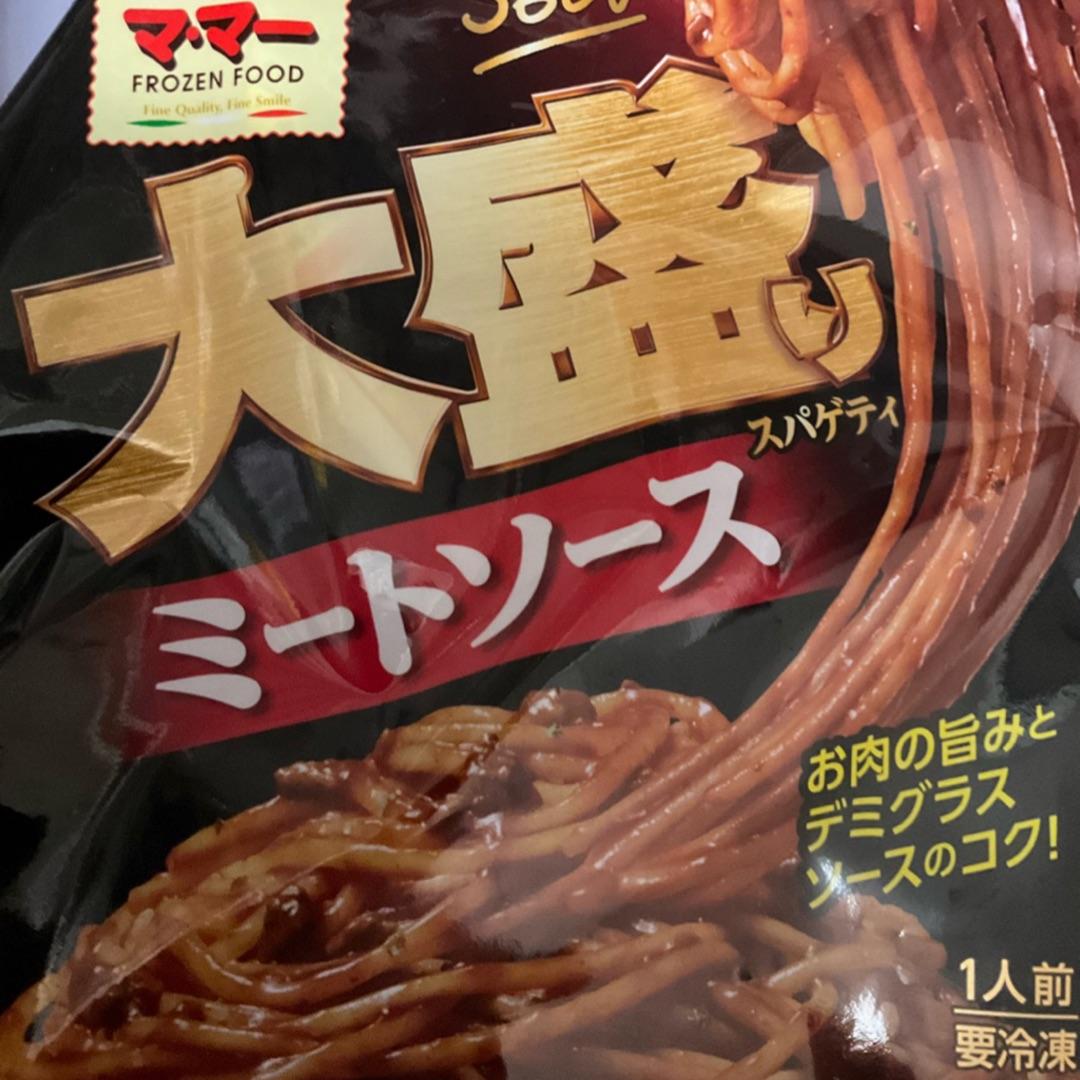 マ・マー
FROZEN FOOD
Fine Quality, Fine Smile
大盛り
スパゲティ
ミートソース
お肉の旨みと
デミグラス
ソースのコク!
1人前
要冷凍